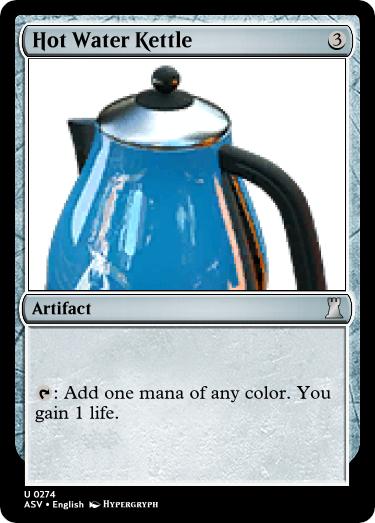 Hot Water Kettle 3
Artifact
: Add one mana of any color. You
gain 1 life.
U 0274
ASV • English HYPERGRYPH